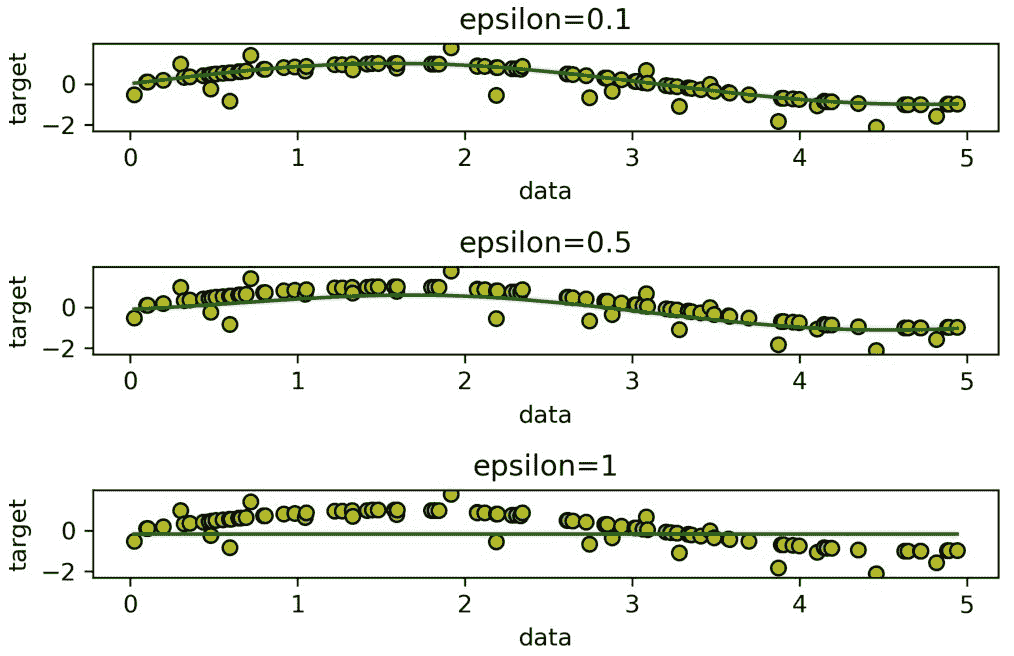 epsilon=0.1
target
0
−2
0 1 2 3 4 5
data
epsilon=0.5
target
0
−2
0 1 2 3 4 5
data
epsilon=1
target
0
−2
0 1 2 3 4 5
data